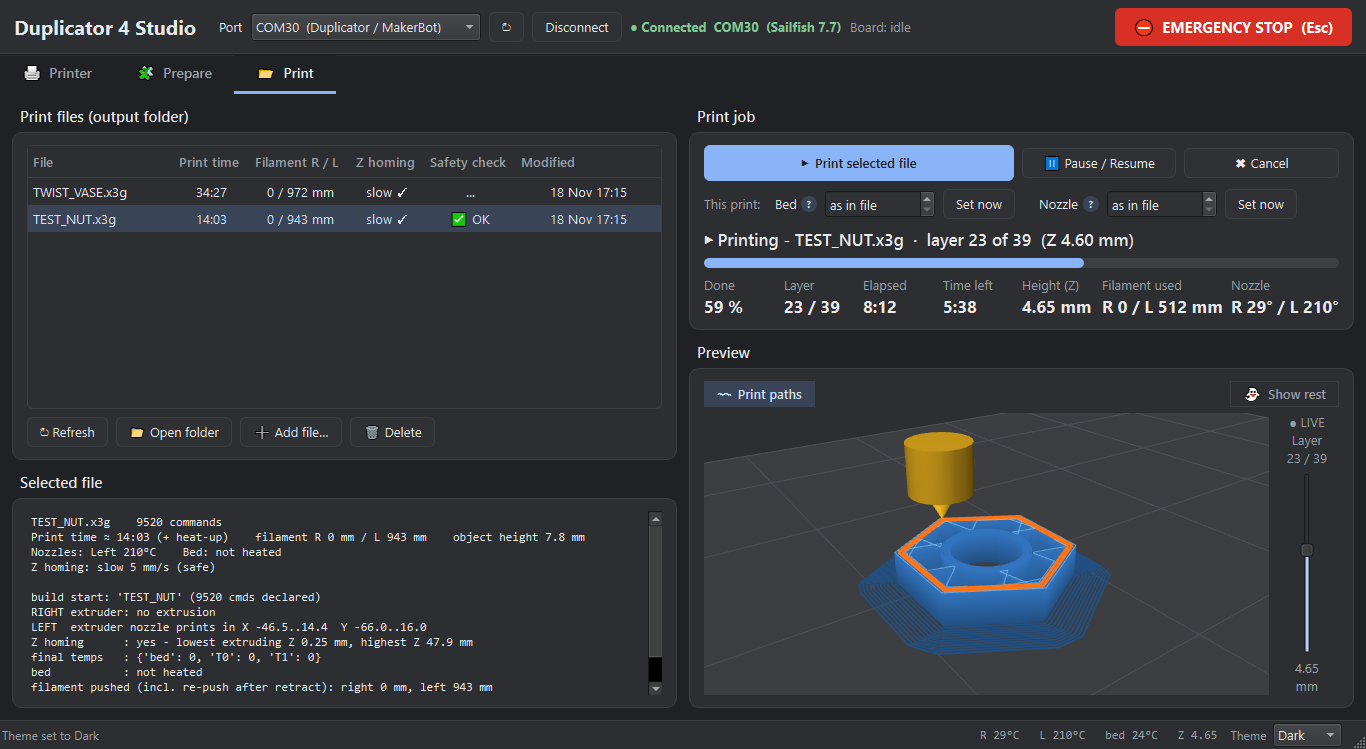 Duplicator 4 Studio Port COM30 (Duplicator / MakerBot) ↻ Disconnect ● Connected COM30 (Sailfish 7.7) Board: idle EMERGENCY STOP (Esc)
Printer Prepare Print
Print files (output folder)
File Print time Filament R / L Z homing Safety check Modified
TWIST_VASE.x3g 34:27 0 / 972 mm slow ✓ ... 18 Nov 17:15
TEST_NUT.x3g 14:03 0 / 943 mm slow ✓ ✅ OK 18 Nov 17:15
↻ Refresh Open folder + Add file... Delete
Selected file
TEST_NUT.x3g 9520 commands
Print time ≈ 14:03 (+ heat-up) filament R 0 mm / L 943 mm object height 7.8 mm
Nozzles: Left 210°C Bed: not heated
Z homing: slow 5 mm/s (safe)
build start: 'TEST_NUT' (9520 cmds declared)
RIGHT extruder: no extrusion
LEFT extruder nozzle prints in X -46.5..14.4 Y -66.0..16.0
Z homing : yes - lowest extruding Z 0.25 mm, highest Z 47.9 mm
final temps : {'bed': 0, 'T0': 0, 'T1': 0}
bed : not heated
filament pushed (incl. re-push after retract): right 0 mm, left 943 mm
Print job
▶ Print selected file ⏸ Pause / Resume ✖ Cancel
This print: Bed ? as in file Set now Nozzle ? as in file Set now
▶ Printing - TEST_NUT.x3g · layer 23 of 39 (Z 4.60 mm)
Done Layer Elapsed Time left Height (Z) Filament used Nozzle
59 % 23 / 39 8:12 5:38 4.65 mm R 0 / L 512 mm R 29° / L 210°
Preview
Print paths Show rest
● LIVE
Layer
23 / 39
4.65
mm
Theme set to Dark R 29°C L 210°C bed 24°C Z 4.65 Theme Dark